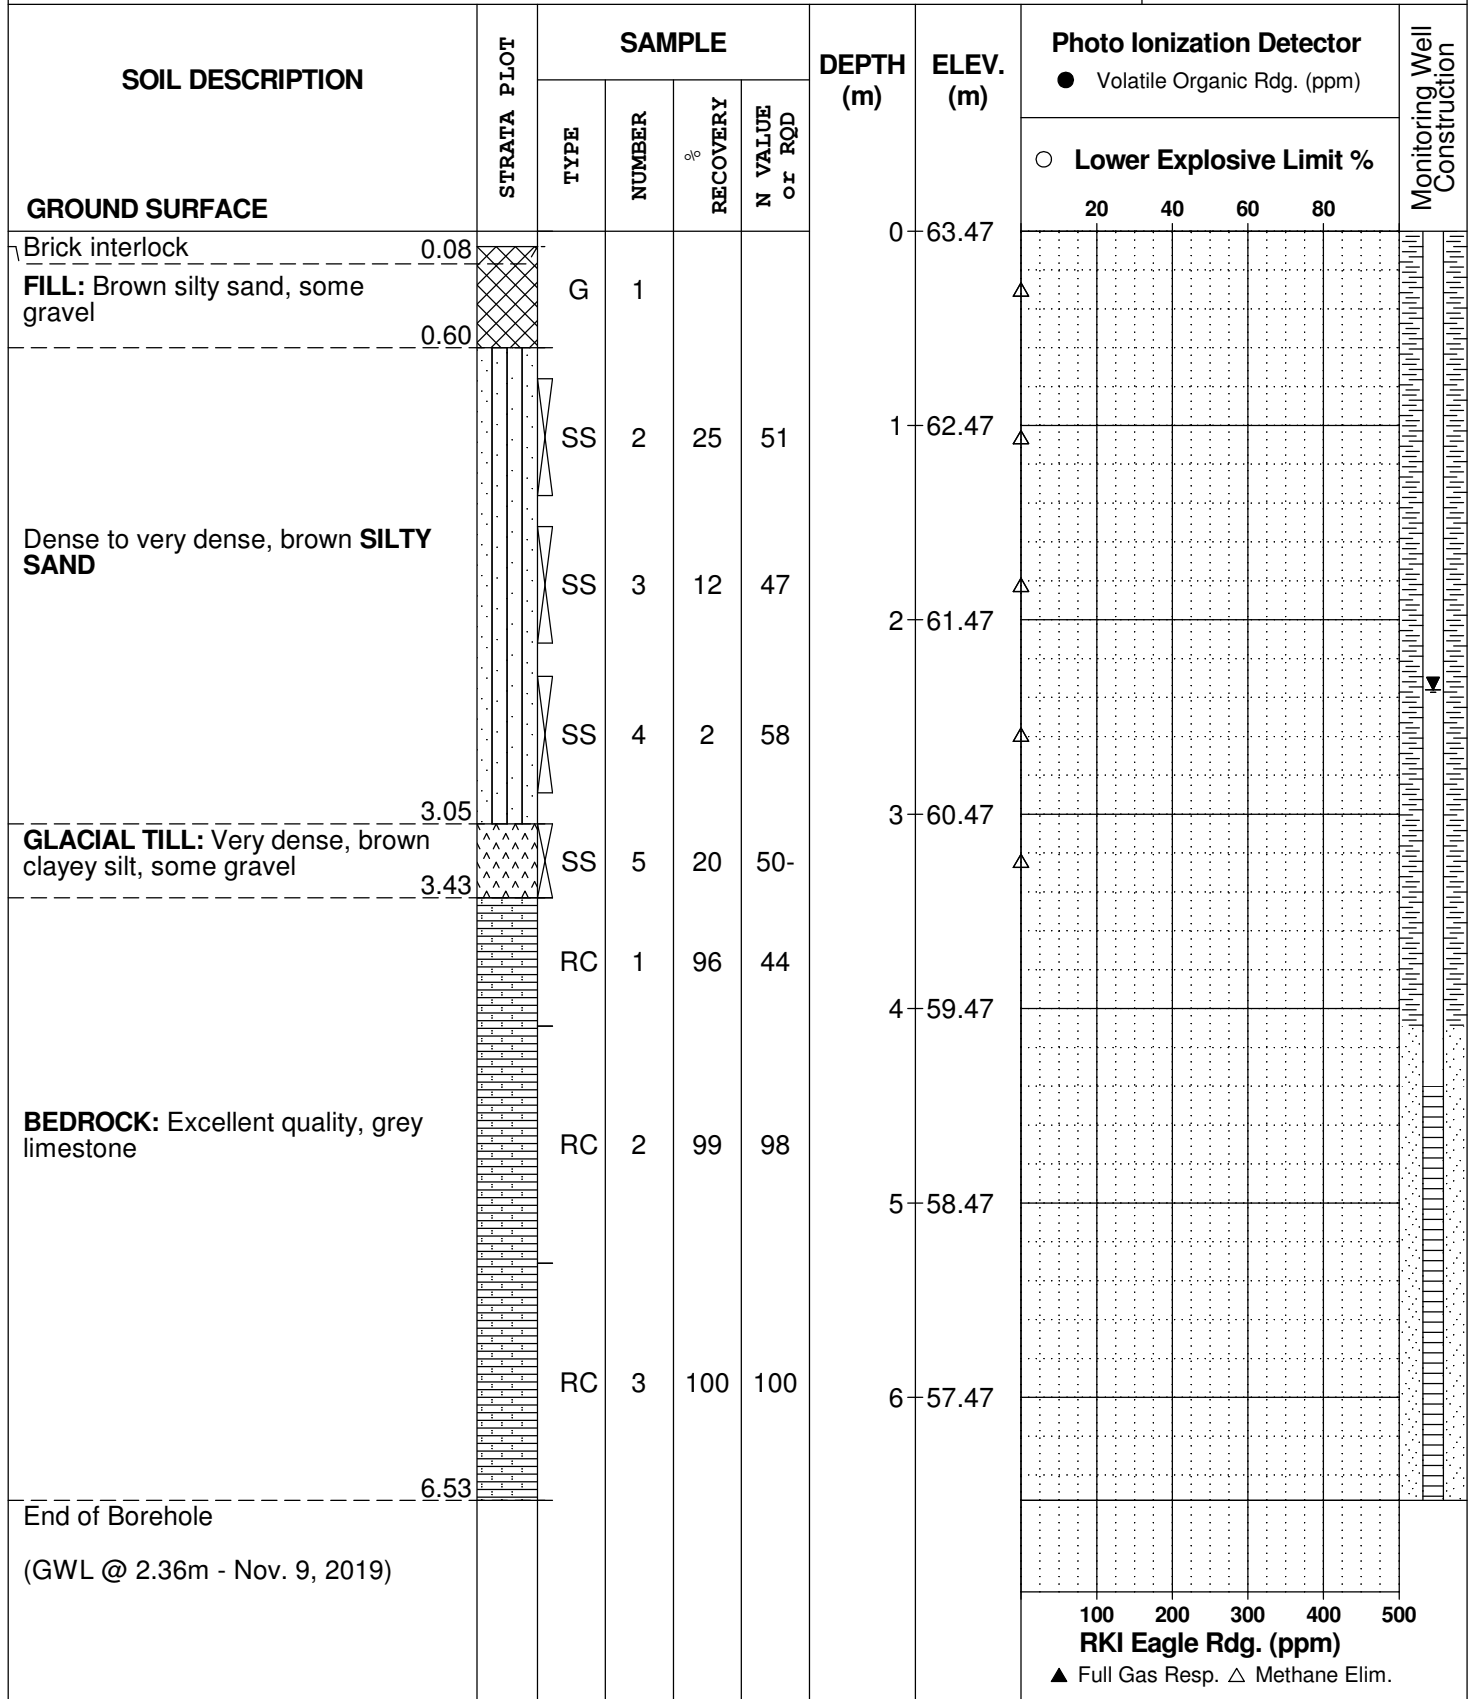 SOIL DESCRIPTION
GROUND SURFACE
STRATA PLOT
SAMPLE
TYPE
NUMBER
%
RECOVERY
N VALUE
or RQD
DEPTH
(m)
ELEV.
(m)
Photo Ionization Detector
● Volatile Organic Rdg. (ppm)
○ Lower Explosive Limit %
20 40 60 80
Monitoring Well
Construction
0 63.47
Brick interlock 0.08
FILL: Brown silty sand, some
gravel
0.60
G 1
1 62.47
SS 2 25 51
Dense to very dense, brown SILTY
SAND
SS 3 12 47
2 61.47
SS 4 2 58
3.05
3 60.47
GLACIAL TILL: Very dense, brown
clayey silt, some gravel
3.43
SS 5 20 50-
RC 1 96 44
4 59.47
BEDROCK: Excellent quality, grey
limestone
RC 2 99 98
5 58.47
RC 3 100 100
6 57.47
6.53
End of Borehole
(GWL @ 2.36m - Nov. 9, 2019)
100 200 300 400 500
RKI Eagle Rdg. (ppm)
▲ Full Gas Resp. △ Methane Elim.